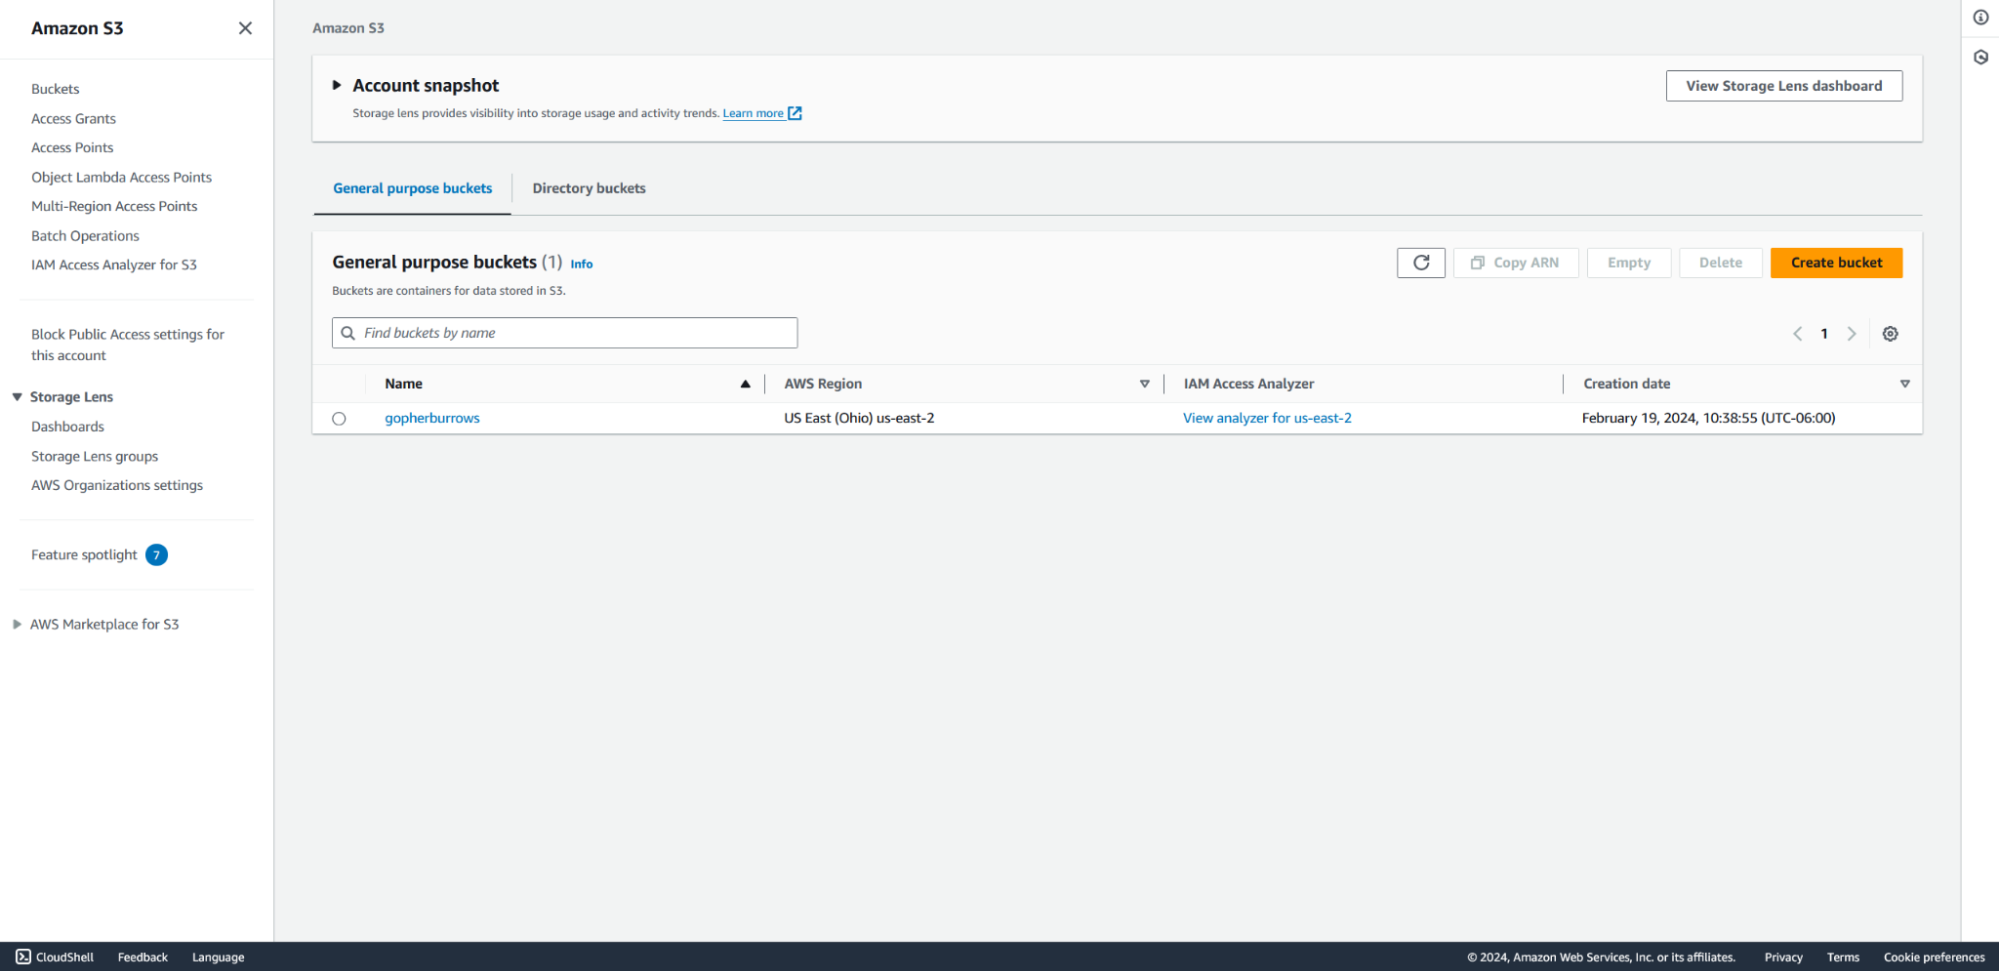 Amazon S3
Buckets
Access Grants
Access Points
Object Lambda Access Points
Multi-Region Access Points
Batch Operations
IAM Access Analyzer for S3
Block Public Access settings for
this account
Storage Lens
Dashboards
Storage Lens groups
AWS Organizations settings
Feature spotlight 7
AWS Marketplace for S3
Amazon S3
Account snapshot
View Storage Lens dashboard
Storage lens provides visibility into storage usage and activity trends. Learn more
General purpose buckets Directory buckets
General purpose buckets (1) Info
Copy ARN Empty Delete Create bucket
Buckets are containers for data stored in S3.
Find buckets by name
1
Name AWS Region IAM Access Analyzer Creation date
gopherburrows US East (Ohio) us-east-2 View analyzer for us-east-2 February 19, 2024, 10:38:55 (UTC-06:00)
CloudShell Feedback Language © 2024, Amazon Web Services, Inc. or its affiliates. Privacy Terms Cookie preferences